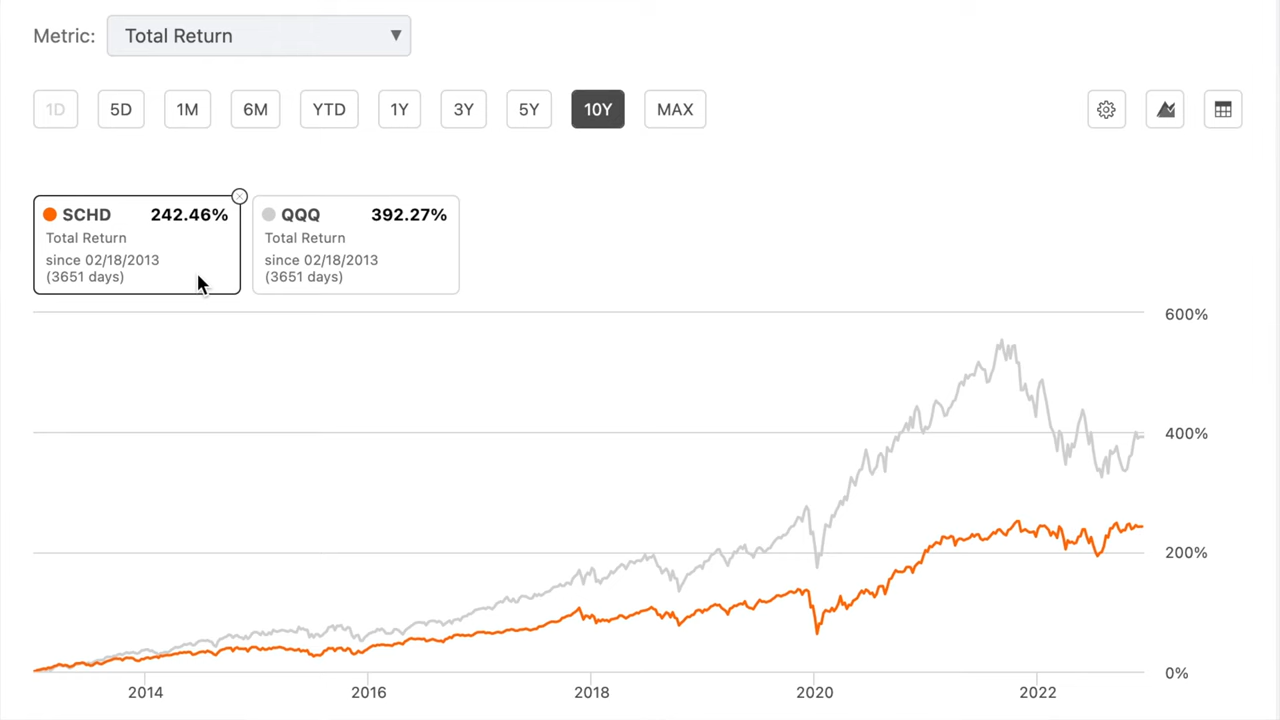 Metric: Total Return ▼
1D 5D 1M 6M YTD 1Y 3Y 5Y 10Y MAX
SCHD 242.46%
Total Return
since 02/18/2013
(3651 days)
QQQ 392.27%
Total Return
since 02/18/2013
(3651 days)
600%
400%
200%
0%
2014 2016 2018 2020 2022